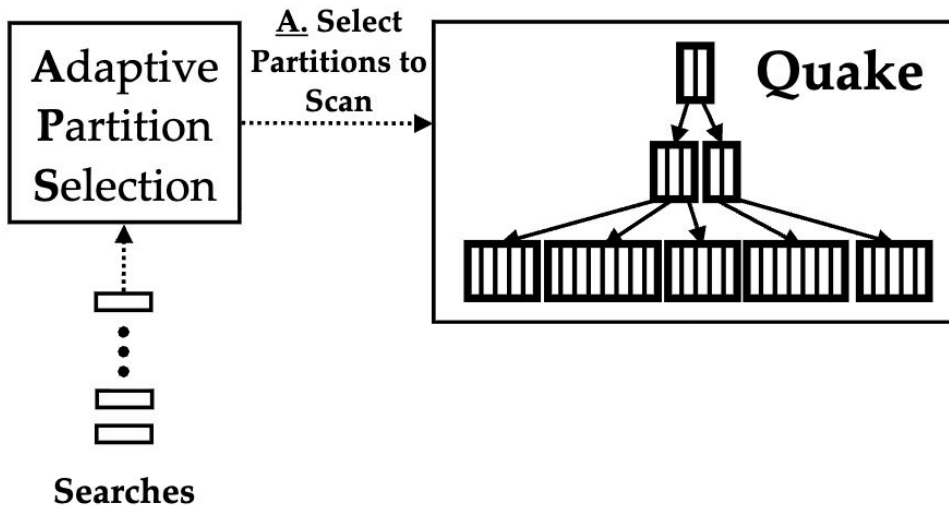 Adaptive
Partition
Selection
A. Select
Partitions to
Scan
Quake
Searches